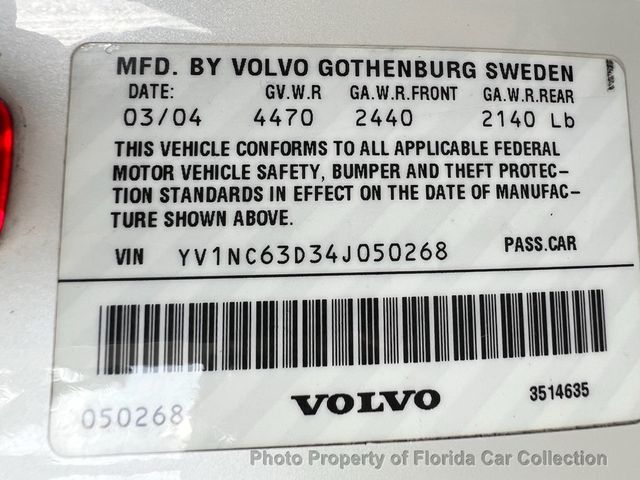 MFD. BY VOLVO GOTHENBURG SWEDEN
DATE: GV.W.R GA.W.R.FRONT GA.W.R.REAR
03/04 4470 2440 2140 Lb
THIS VEHICLE CONFORMS TO ALL APPLICABLE FEDERAL
MOTOR VEHICLE SAFETY, BUMPER AND THEFT PROTEC-
TION STANDARDS IN EFFECT ON THE DATE OF MANUFAC-
TURE SHOWN ABOVE.
VIN YV1NC63D34J050268 PASS.CAR
050268 VOLVO 3514635
Photo Property of Florida Car Collection